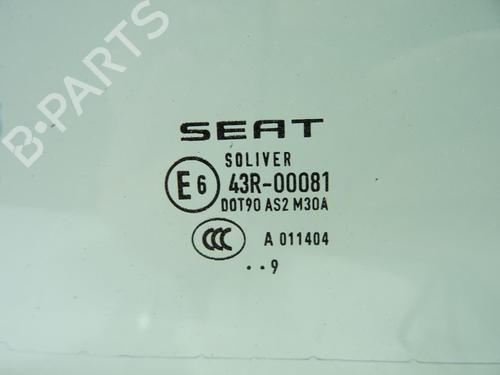 B-PARTS
SEAT
SOLIVER
E6 43R-00081
DOT90 AS2 M30A
CCC A 011404
..9